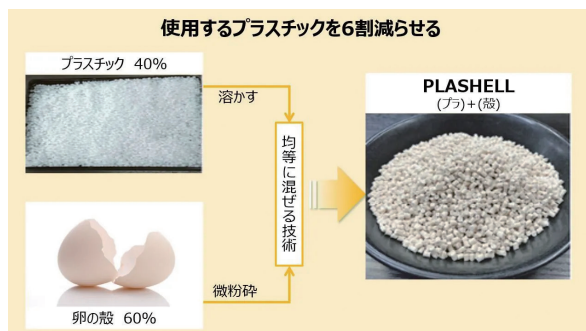 使用するプラスチックを6割減らせる
プラスチック 40%
溶かす
均等に混ぜる技術
PLASHELL
(プラ)+(殻)
微粉砕
卵の殻 60%